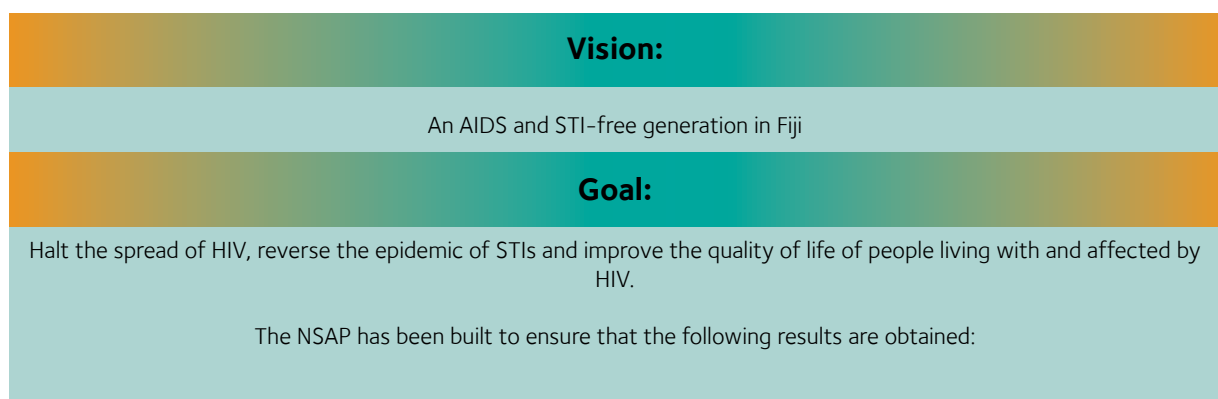 Vision:
An AIDS and STI-free generation in Fiji
Goal:
Halt the spread of HIV, reverse the epidemic of STIs and improve the quality of life of people living with and affected by
HIV.
The NSAP has been built to ensure that the following results are obtained: